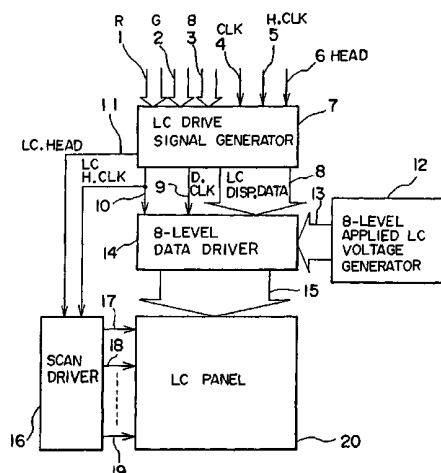 R G B CLK H.CLK
1 2 3 4 5 6 HEAD
7
LC DRIVE
SIGNAL GENERATOR
11
LC.HEAD
LC
H.CLK
10
9
D.
CLK
LC
DISP.DATA
8
13
12
8-LEVEL
APPLIED LC
VOLTAGE
GENERATOR
14
8-LEVEL
DATA DRIVER
15
17
18
SCAN
DRIVER
LC PANEL
16
19
20